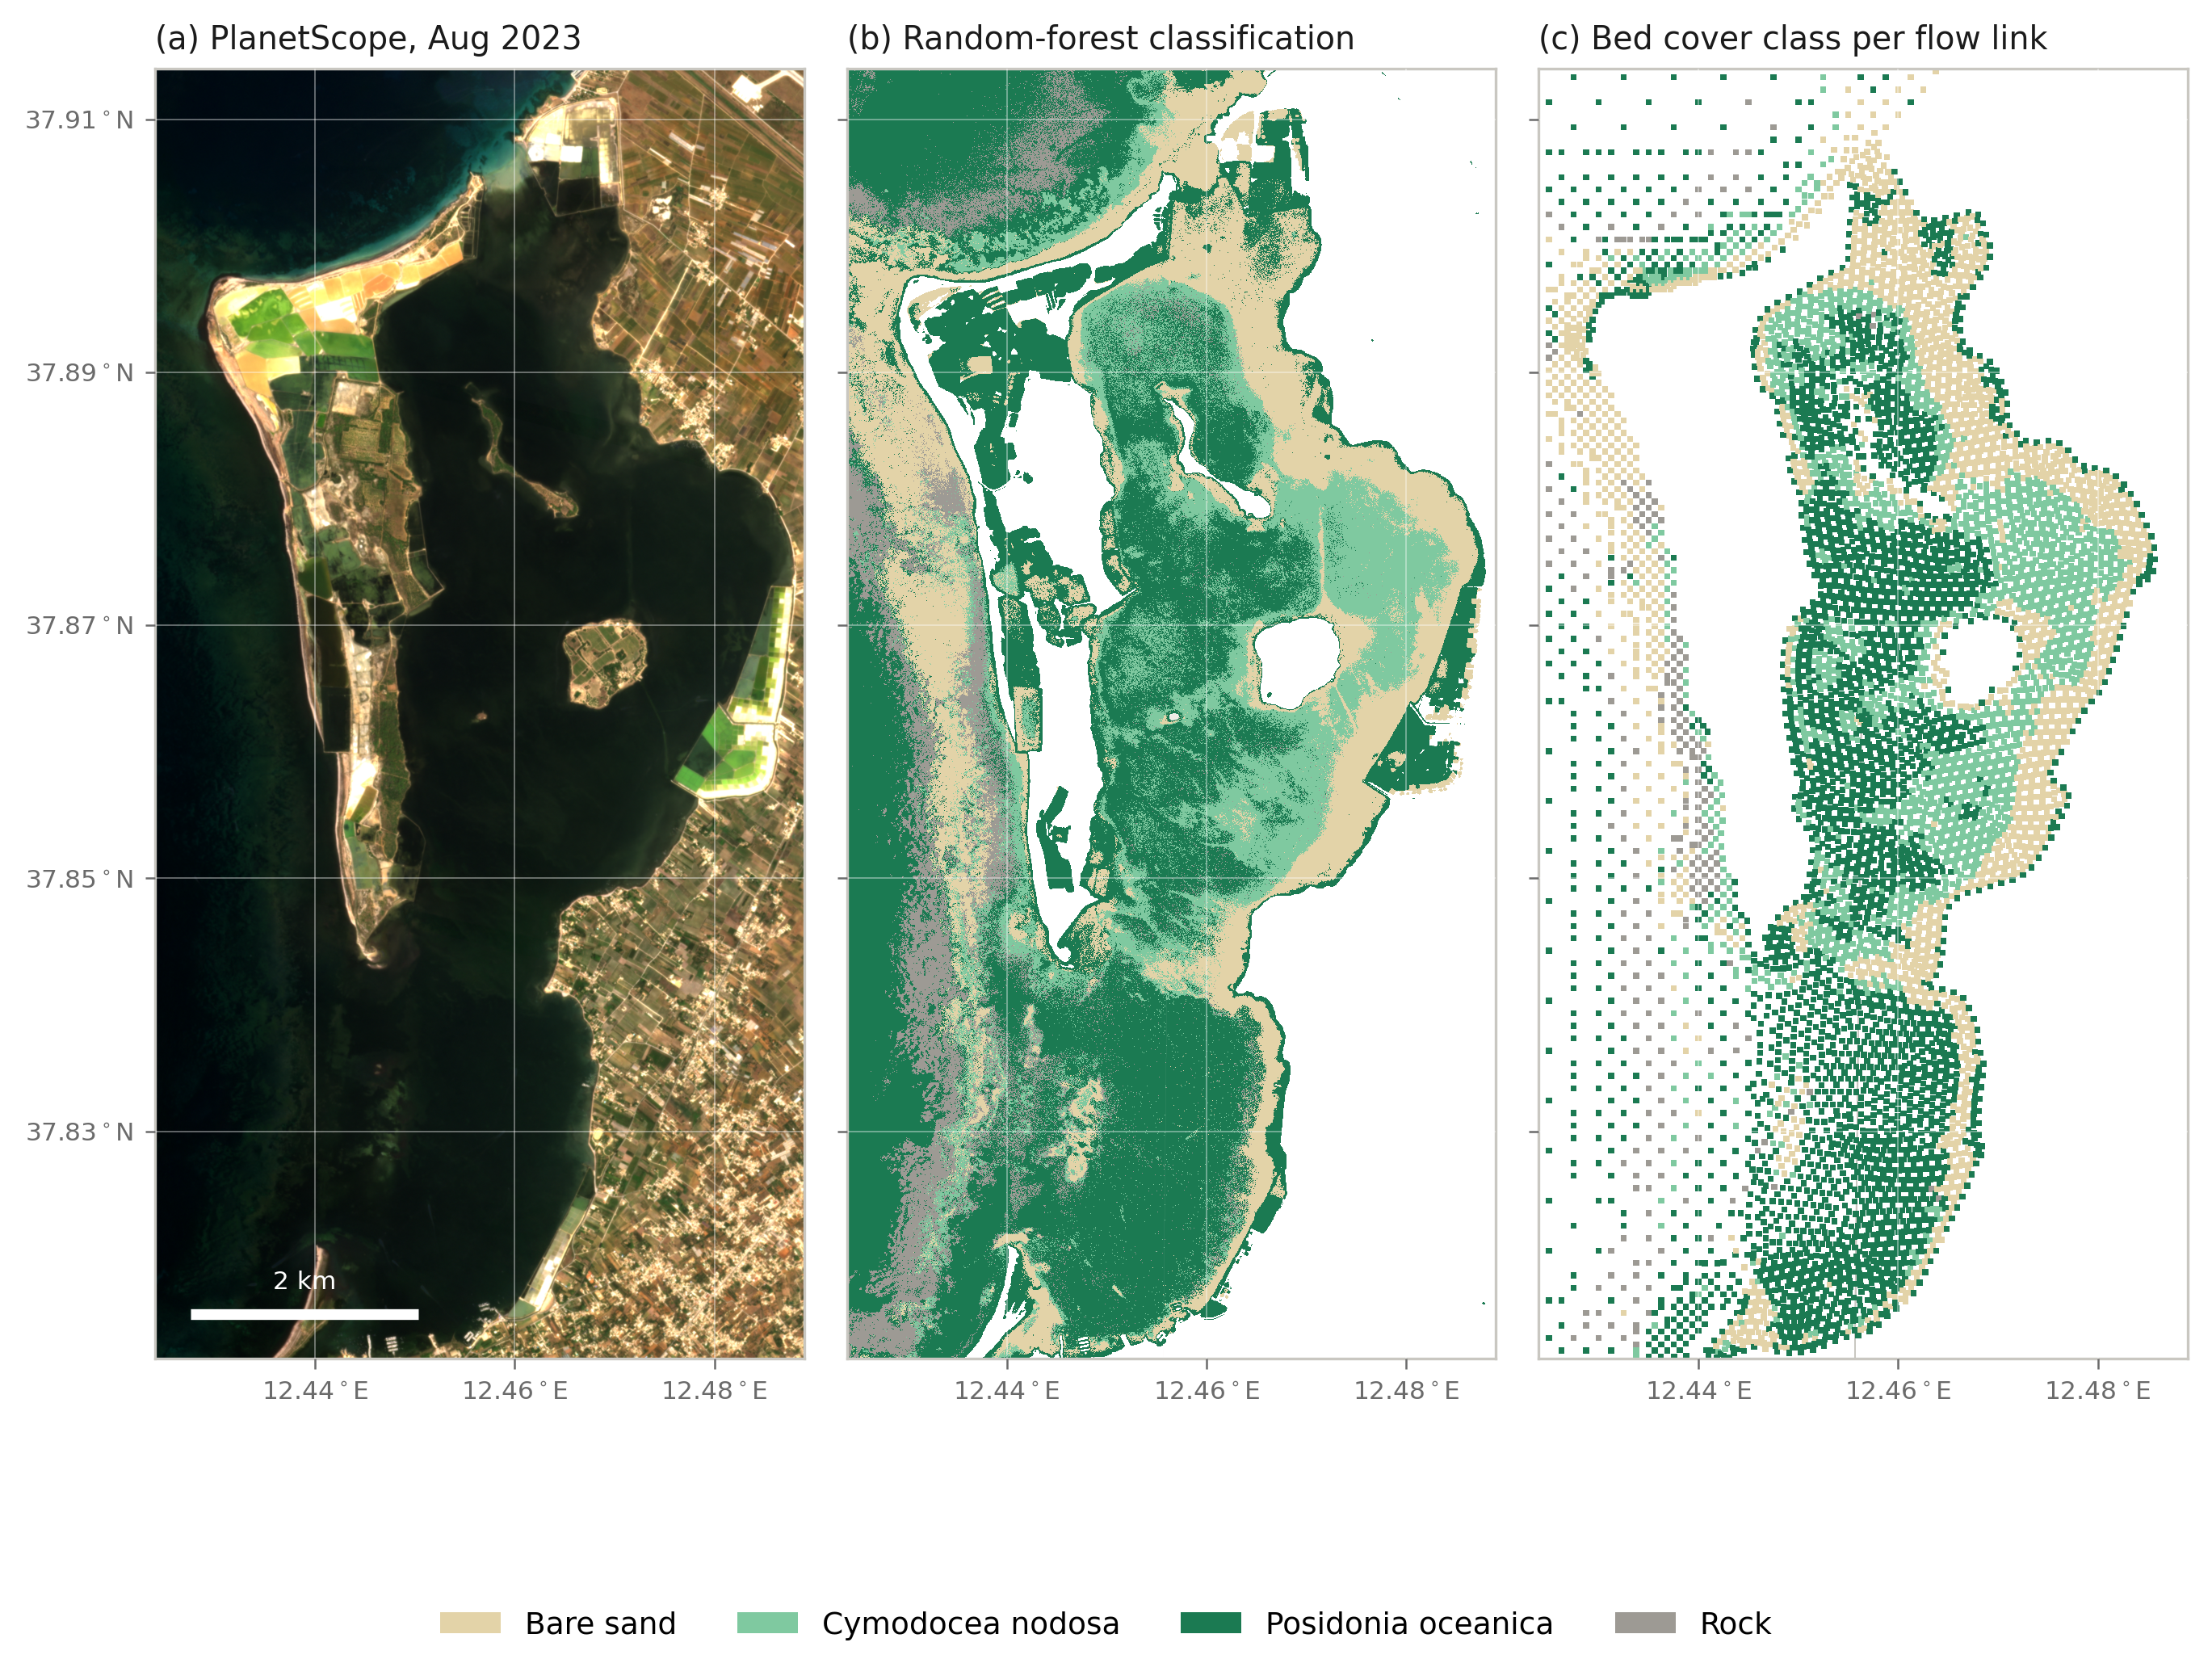 (a) PlanetScope, Aug 2023
(b) Random-forest classification
(c) Bed cover class per flow link
37.91°N
37.89°N
37.87°N
37.85°N
37.83°N
2 km
12.44°E 12.46°E 12.48°E
12.44°E 12.46°E 12.48°E
12.44°E 12.46°E 12.48°E
Bare sand
Cymodocea nodosa
Posidonia oceanica
Rock